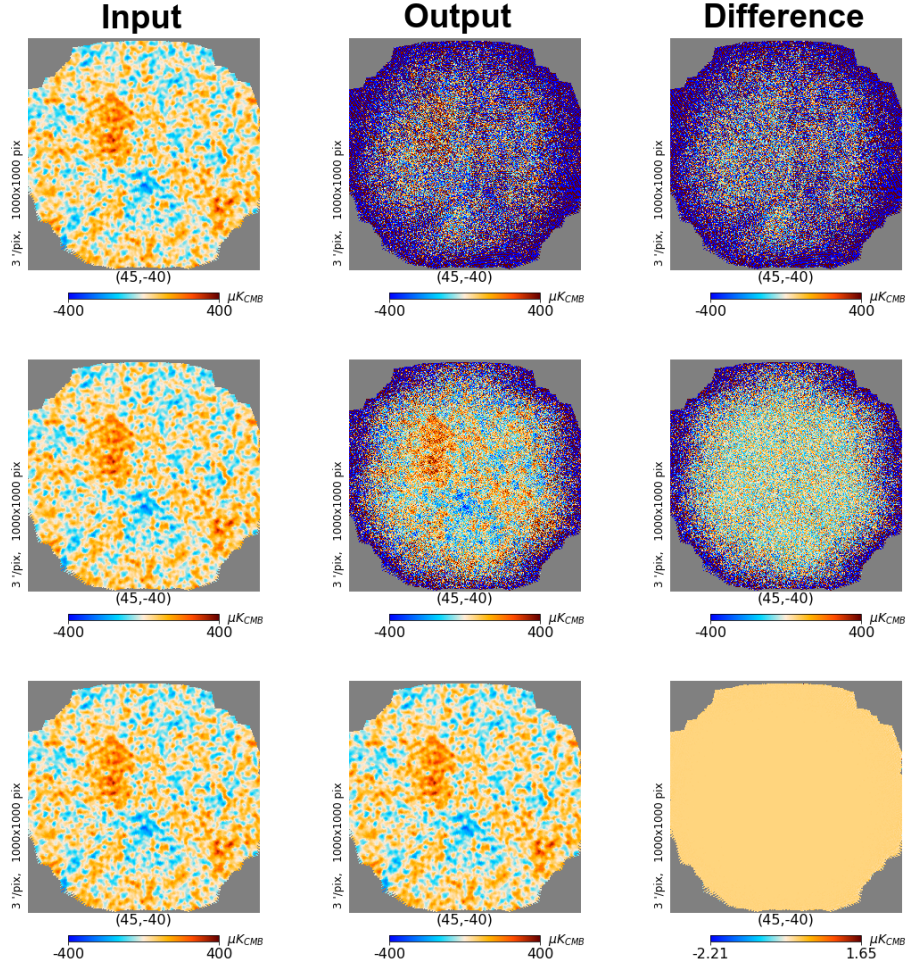 Input Output Difference
3 '/pix, 1000x1000 pix 3 '/pix, 1000x1000 pix 3 '/pix, 1000x1000 pix
(45,-40) (45,-40) (45,-40)
-400 400 μK_CMB -400 400 μK_CMB -400 400 μK_CMB
3 '/pix, 1000x1000 pix 3 '/pix, 1000x1000 pix 3 '/pix, 1000x1000 pix
(45,-40) (45,-40) (45,-40)
-400 400 μK_CMB -400 400 μK_CMB -400 400 μK_CMB
3 '/pix, 1000x1000 pix 3 '/pix, 1000x1000 pix 3 '/pix, 1000x1000 pix
(45,-40) (45,-40) (45,-40)
-400 400 μK_CMB -400 400 μK_CMB -2.21 1.65 μK_CMB